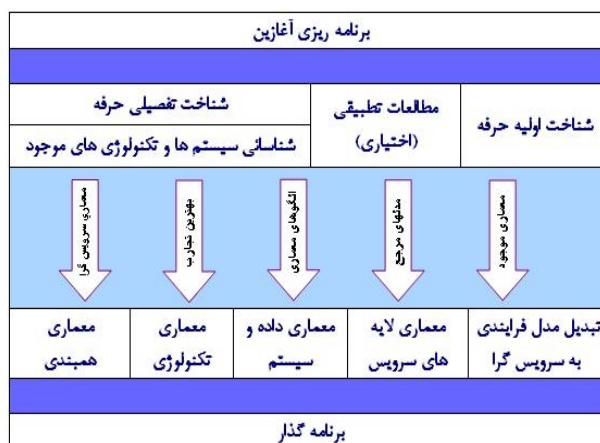 برنامه ریزی آغازین
شناخت اولیه حرفه
مطالعات تطبیقی
(اختیاری)
شناخت تفصیلی حرفه
شناسائی سیستم ها و تکنولوژی های موجود
معماری موجود
مدلهای مرجع
الگوهای معماری
بهترین تجارب
معماری سرویس گرا
تبدیل مدل فرایندی
به سرویس گرا
معماری لایه
های سرویس
معماری داده و
سیستم
معماری
تکنولوژی
معماری
همبندی
برنامه گذار